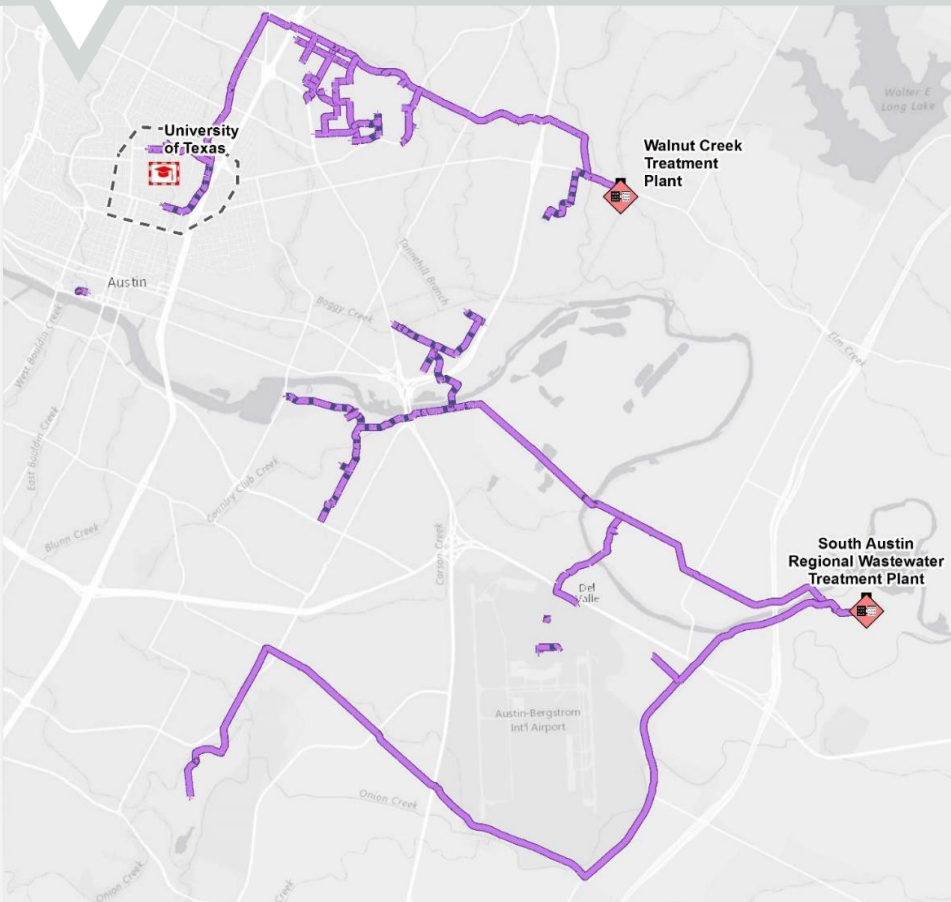 Walter E
Long Lake
University
of Texas
Walnut Creek
Treatment
Plant
Austin
Tannehill Branch
Boggy Creek
West Bouldin Creek
Elm Creek
East Bouldin Creek
Country Club Creek
Blunn Creek
Carson Creek
South Austin
Regional Wastewater
Treatment Plant
Del
Valle
Austin-Bergstrom
Int'l Airport
Onion Creek
Onion Creek
Creek